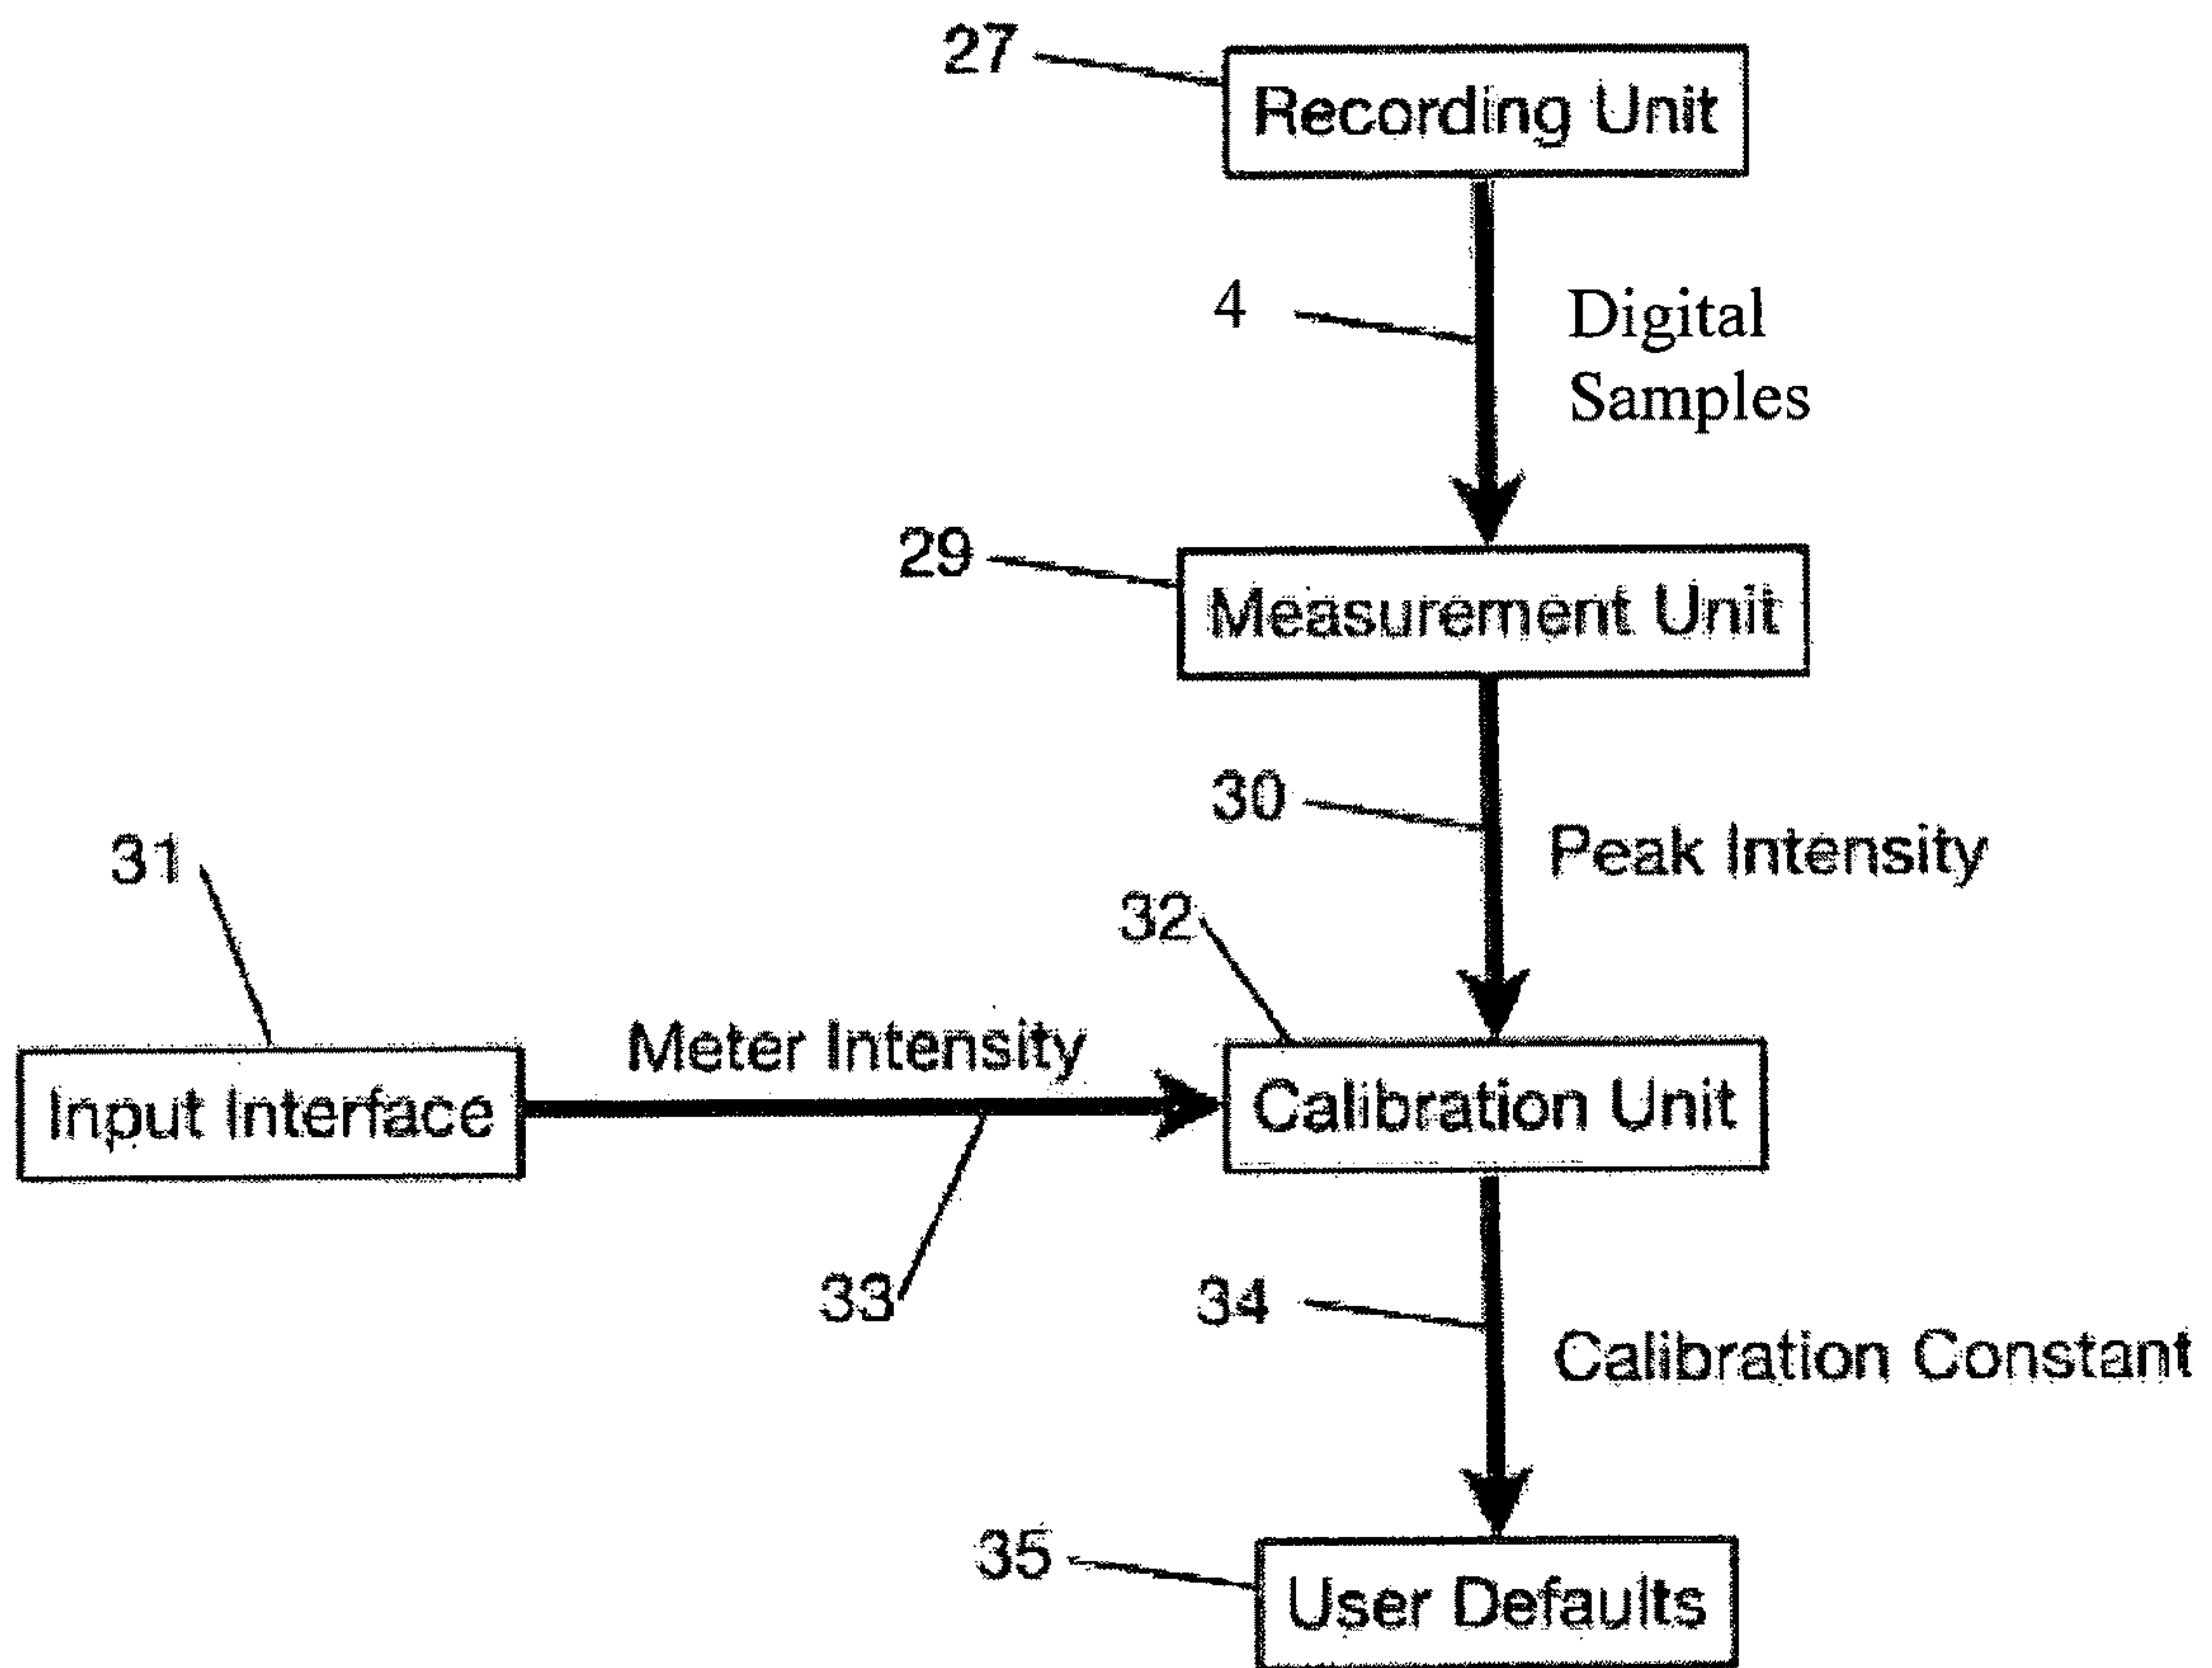 27
Recording Unit
4
Digital
Samples
29
Measurement Unit
30
Peak Intensity
31
32
Meter Intensity
Input Interface
Calibration Unit
33
34
Calibration Constant
35
User Defaults